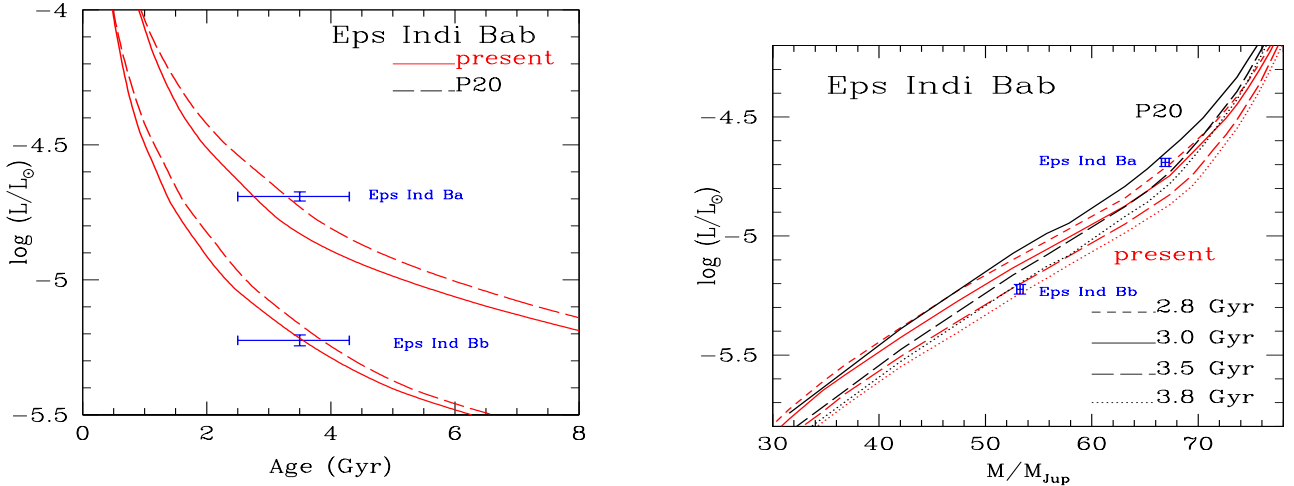 Eps Indi Bab
present
P20
Eps Ind Ba
Eps Ind Bb
log (L/L⊙)
−4
−4.5
−5
−5.5
0 2 4 6 8
Age (Gyr)
Eps Indi Bab
P20
Eps Ind Ba
present
Eps Ind Bb
2.8 Gyr
3.0 Gyr
3.5 Gyr
3.8 Gyr
log (L/L⊙)
−4.5
−5
−5.5
30 40 50 60 70
M/MJup